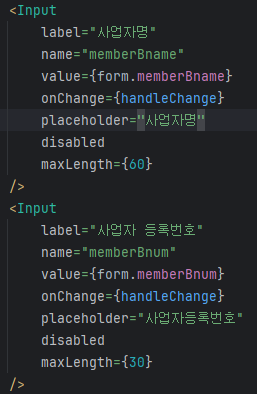 <Input
label="사업자명"
name="memberBname"
value={form.memberBname}
onChange={handleChange}
placeholder="사업자명"
disabled
maxLength={60}
/>
<Input
label="사업자 등록번호"
name="memberBnum"
value={form.memberBnum}
onChange={handleChange}
placeholder="사업자등록번호"
disabled
maxLength={30}
/>